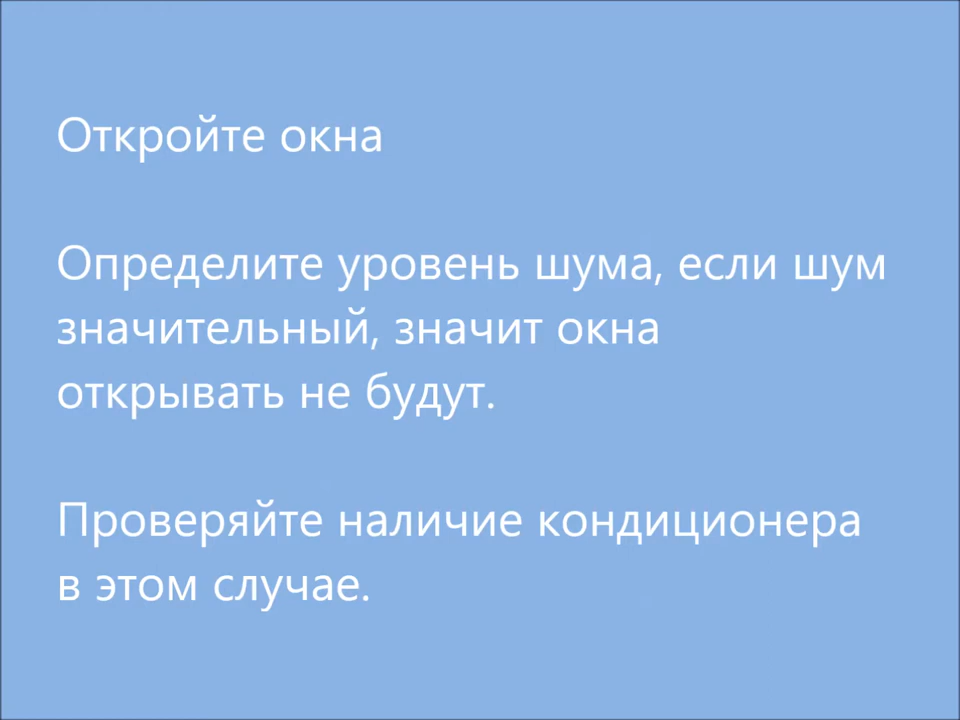 Откройте окна
Определите уровень шума, если шум
значительный, значит окна
открывать не будут.
Проверяйте наличие кондиционера
в этом случае.